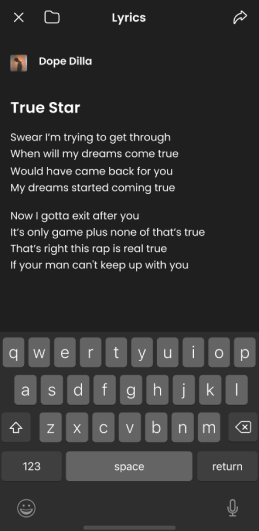 Lyrics
Dope Dilla
True Star
Swear I'm trying to get through
When will my dreams come true
Would have came back for you
My dreams started coming true
Now I gotta exit after you
It's only game plus none of that's true
That's right this rap is real true
If your man can't keep up with you
q w e r t y u i o p
a s d f g h j k l
z x c v b n m
123 space return